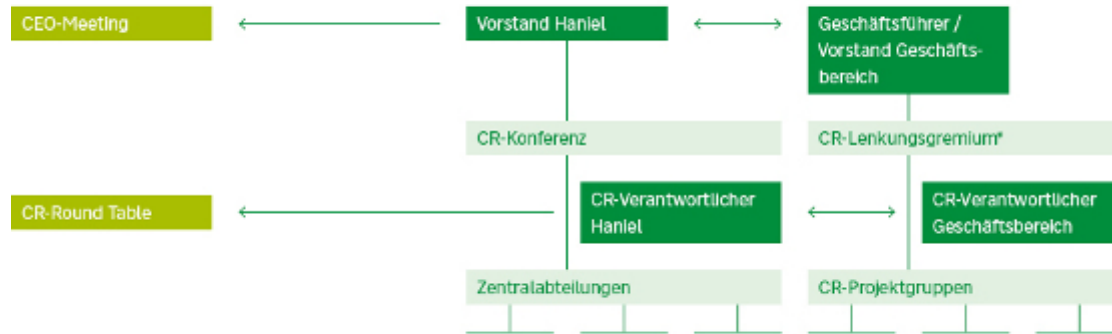 CEO-Meeting
Vorstand Haniel
Geschäftsführer /
Vorstand Geschäfts-
bereich
CR-Konferenz
CR-Lenkungsgremium*
CR-Round Table
CR-Verantwortlicher
Haniel
CR-Verantwortlicher
Geschäftsbereich
Zentralabteilungen
CR-Projektgruppen